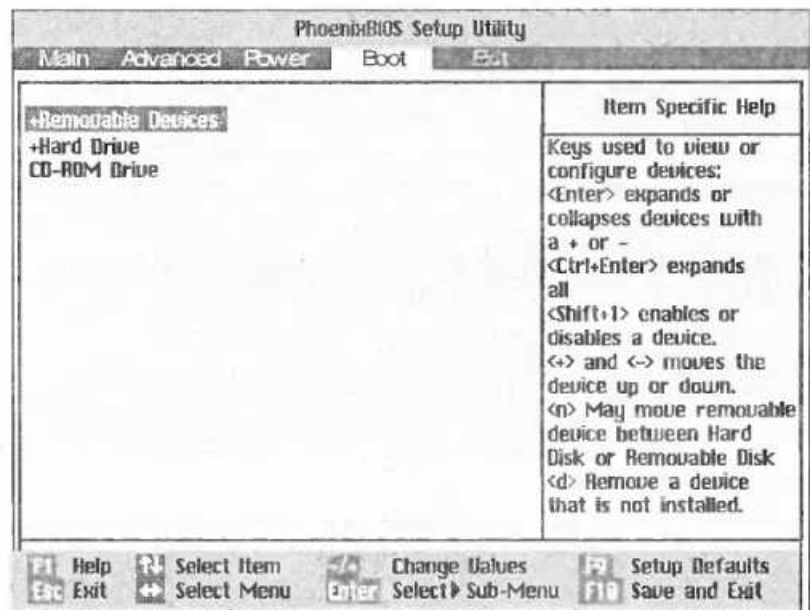 PhoenixBIOS Setup Utility
Main Advanced Power Boot Exit
+Removable Devices
+Hard Drive
CD-ROM Drive
Item Specific Help
Keys used to view or
configure devices:
<Enter> expands or
collapses devices with
a + or -
<Ctrl+Enter> expands
all
<Shift+1> enables or
disables a device.
<+> and <-> moves the
device up or down.
<n> May move removable
device between Hard
Disk or Removable Disk
<d> Remove a device
that is not installed.
F1 Help ↑↓ Select Item -/+ Change Values F9 Setup Defaults
Esc Exit ↔ Select Menu Enter Select▶Sub-Menu F10 Save and Exit